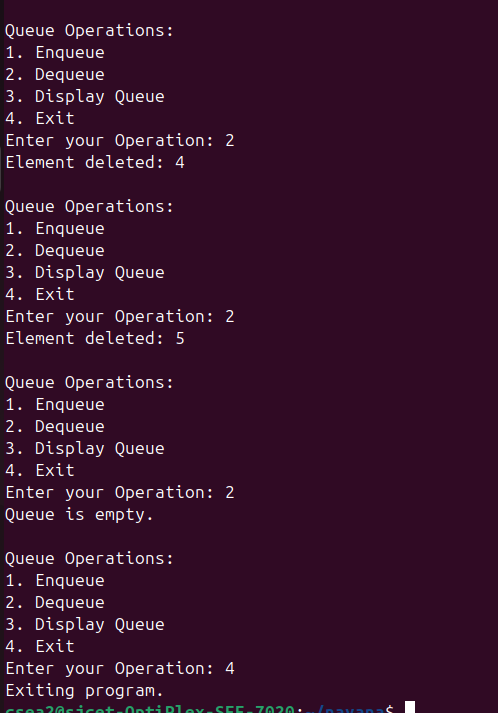 Queue Operations:
1. Enqueue
2. Dequeue
3. Display Queue
4. Exit
Enter your Operation: 2
Element deleted: 4
Queue Operations:
1. Enqueue
2. Dequeue
3. Display Queue
4. Exit
Enter your Operation: 2
Element deleted: 5
Queue Operations:
1. Enqueue
2. Dequeue
3. Display Queue
4. Exit
Enter your Operation: 2
Queue is empty.
Queue Operations:
1. Enqueue
2. Dequeue
3. Display Queue
4. Exit
Enter your Operation: 4
Exiting program.
csea2@sicet-OptiPlex-SFF-7020:~/navana$